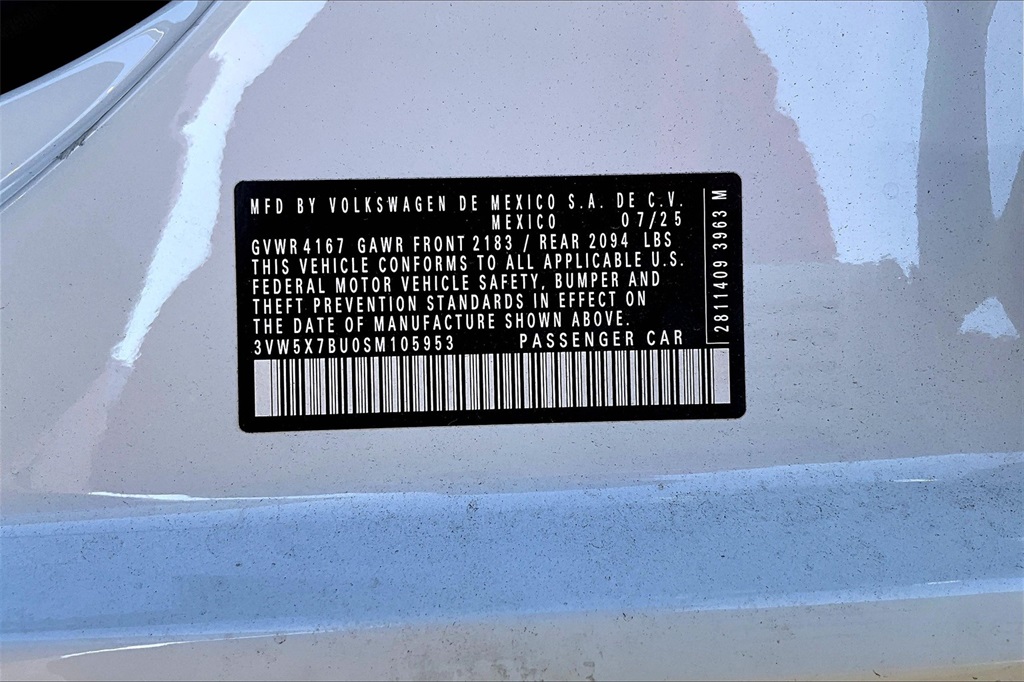 MFD BY VOLKSWAGEN DE MEXICO S.A. DE C.V.
MEXICO 07/25
GVWR 4167 GAWR FRONT 2183 / REAR 2094 LBS
THIS VEHICLE CONFORMS TO ALL APPLICABLE U.S.
FEDERAL MOTOR VEHICLE SAFETY, BUMPER AND
THEFT PREVENTION STANDARDS IN EFFECT ON
THE DATE OF MANUFACTURE SHOWN ABOVE.
3VW5X7BU0SM105953 PASSENGER CAR
2811409 3963 M